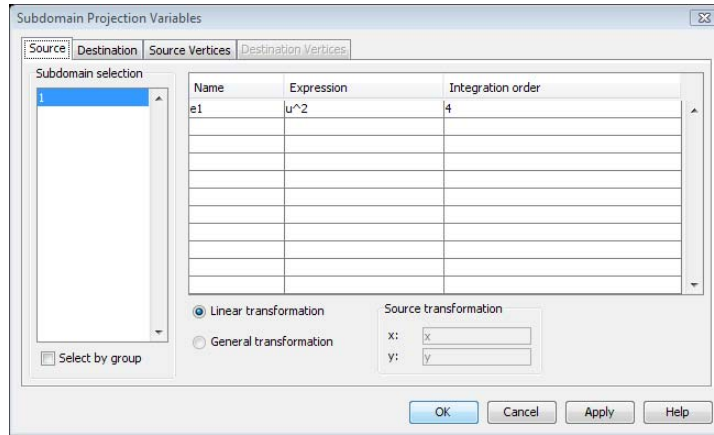 Subdomain Projection Variables
Source Destination Source Vertices Destination Vertices
Subdomain selection
1
Name Expression Integration order
e1 u^2 4
Linear transformation
General transformation
Source transformation
x: x
y: y
Select by group
OK Cancel Apply Help